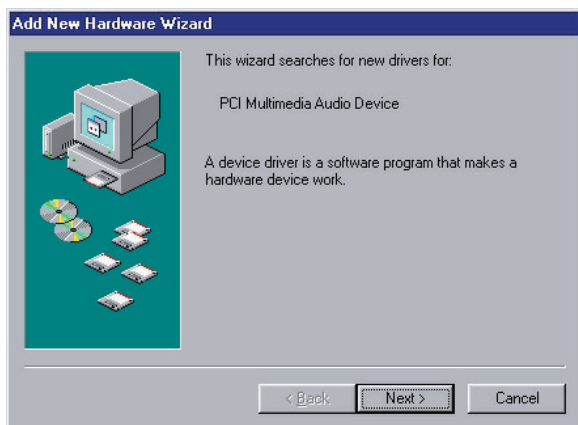 Add New Hardware Wizard
This wizard searches for new drivers for:
PCI Multimedia Audio Device
A device driver is a software program that makes a
hardware device work.
< Back
Next >
Cancel